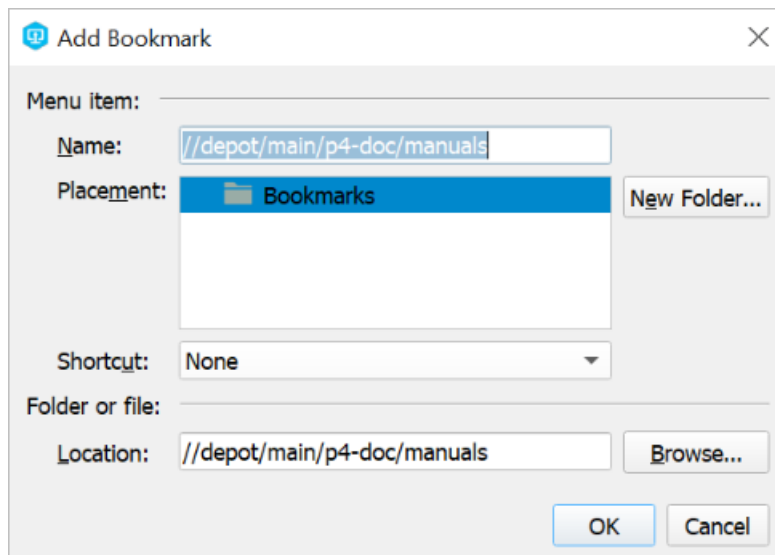 Add Bookmark
Menu item:
Name: //depot/main/p4-doc/manuals
Placement: Bookmarks New Folder...
Shortcut: None
Folder or file:
Location: //depot/main/p4-doc/manuals Browse...
OK Cancel